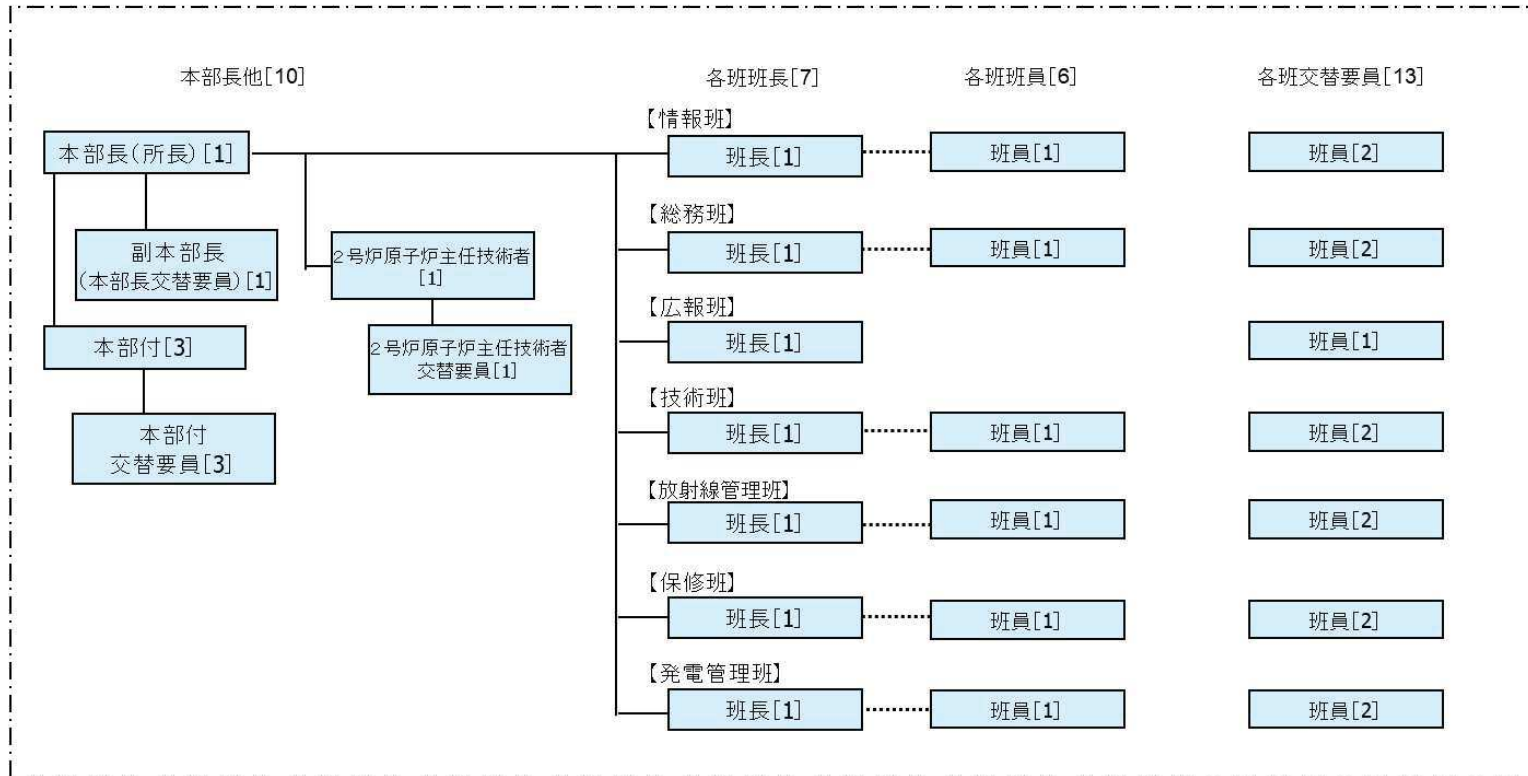 本部長他[10]
各班班長[7]
各班班員[6]
各班交替要員[13]
本部長(所長)[1]
副本部長
(本部長交替要員)[1]
本部付[3]
本部付
交替要員[3]
2号炉原子炉主任技術者
[1]
2号炉原子炉主任技術者
交替要員[1]
【情報班】
班長[1]
班員[1]
班員[2]
【総務班】
班長[1]
班員[1]
班員[2]
【広報班】
班長[1]
班員[1]
【技術班】
班長[1]
班員[1]
班員[2]
【放射線管理班】
班長[1]
班員[1]
班員[2]
【保修班】
班長[1]
班員[1]
班員[2]
【発電管理班】
班長[1]
班員[1]
班員[2]